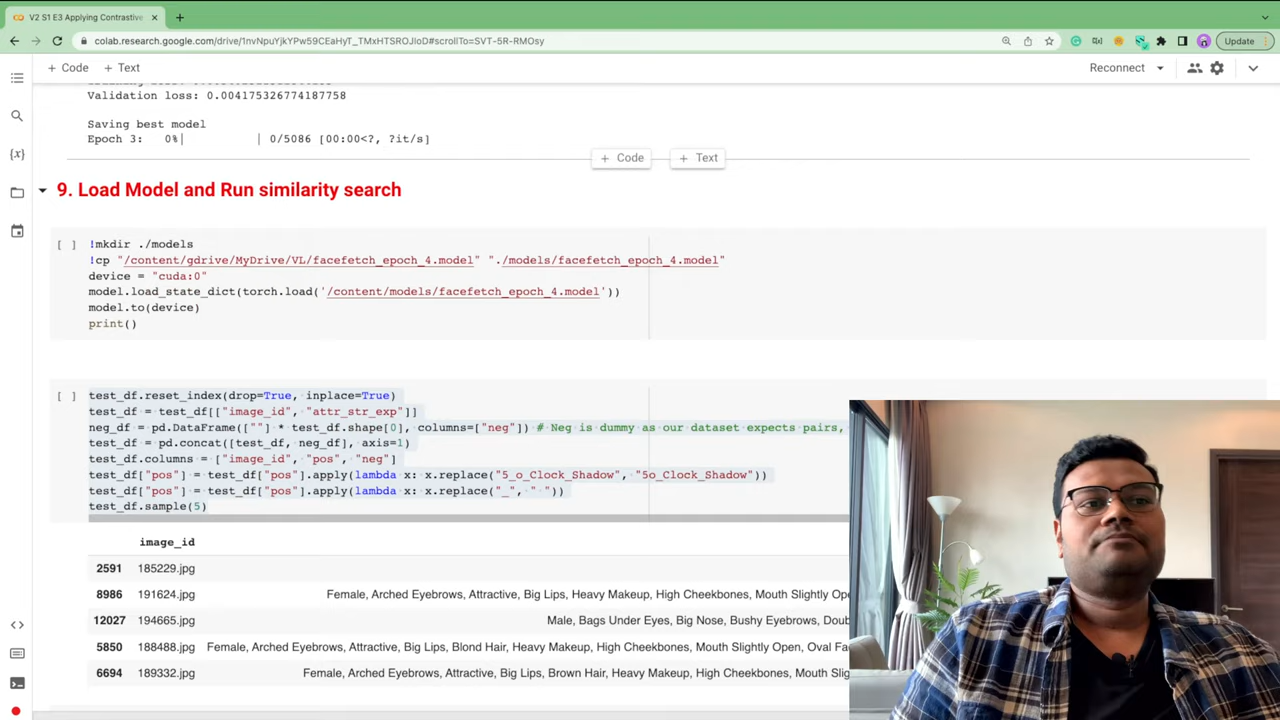 V2 S1 E3 Applying Contrastive
colab.research.google.com/drive/1nvNpuYjkYPw59CEaHyT_TMxHTSROJIoD#scrollTo=SVT-5R-RMOsy
Update
+ Code + Text
Reconnect
Validation loss: 0.004175326774187758
Saving best model
Epoch 3: 0%| | 0/5086 [00:00<?, ?it/s]
+ Code + Text
9. Load Model and Run similarity search
[ ] !mkdir ./models
!cp "/content/gdrive/MyDrive/VL/facefetch_epoch_4.model" "./models/facefetch_epoch_4.model"
device = "cuda:0"
model.load_state_dict(torch.load('/content/models/facefetch_epoch_4.model'))
model.to(device)
print()
[ ] test_df.reset_index(drop=True, inplace=True)
test_df = test_df[["image_id", "attr_str_exp"]]
neg_df = pd.DataFrame([""] * test_df.shape[0], columns=["neg"]) # Neg is dummy as our dataset expects pairs,
test_df = pd.concat([test_df, neg_df], axis=1)
test_df.columns = ["image_id", "pos", "neg"]
test_df["pos"] = test_df["pos"].apply(lambda x: x.replace("5_o_Clock_Shadow", "5o_Clock_Shadow"))
test_df["pos"] = test_df["pos"].apply(lambda x: x.replace("_", " "))
test_df.sample(5)
image_id
2591 185229.jpg
8986 191624.jpg Female, Arched Eyebrows, Attractive, Big Lips, Heavy Makeup, High Cheekbones, Mouth Slightly Open
12027 194665.jpg Male, Bags Under Eyes, Big Nose, Bushy Eyebrows,
5850 188488.jpg Female, Arched Eyebrows, Attractive, Big Lips, Blond Hair, Heavy Makeup, High Cheekbones, Mouth Slightly Open, Oval
6694 189332.jpg Female, Arched Eyebrows, Attractive, Big Lips, Brown Hair, Heavy Makeup, High Cheekbones, Mouth